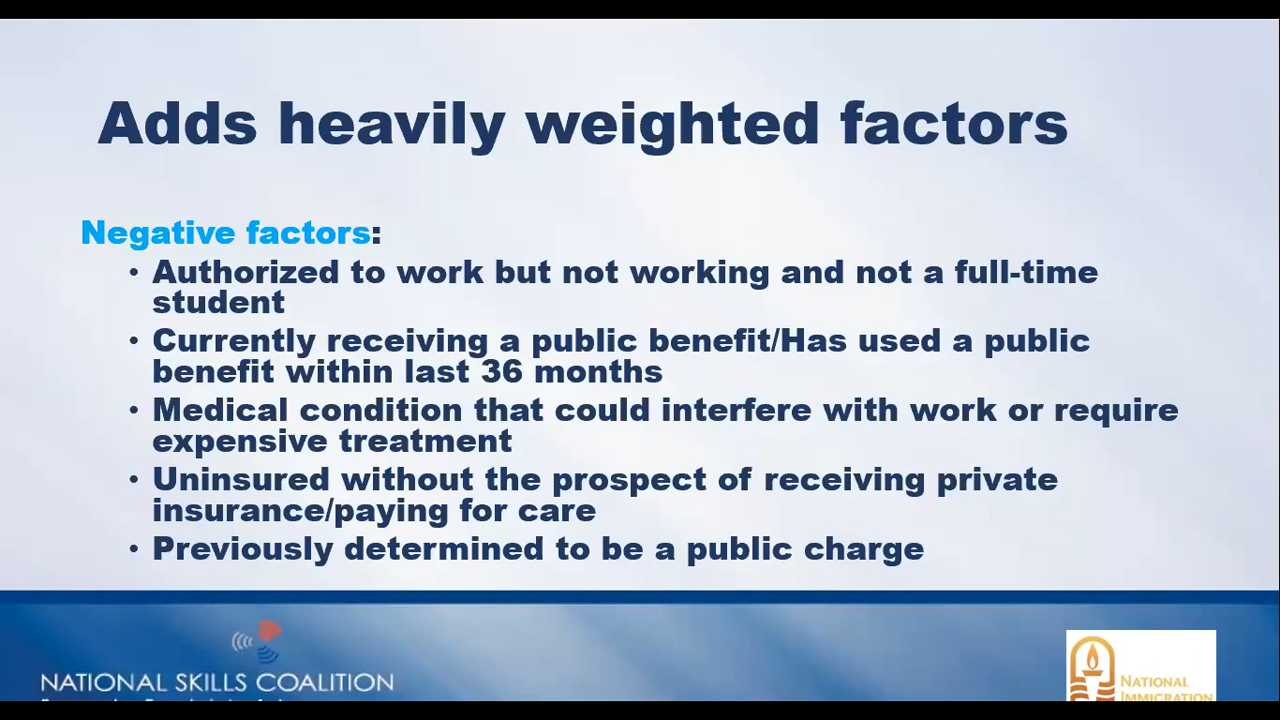 Adds heavily weighted factors
Negative factors:
• Authorized to work but not working and not a full-time
student
• Currently receiving a public benefit/Has used a public
benefit within last 36 months
• Medical condition that could interfere with work or require
expensive treatment
• Uninsured without the prospect of receiving private
insurance/paying for care
• Previously determined to be a public charge
NATIONAL SKILLS COALITION
NATIONAL
IMMIGRATION